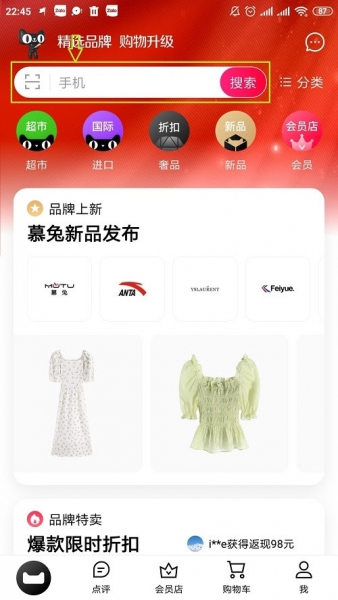 22:45
Zalo
Zalo
87
精选品牌 购物升级
手机
搜索
分类
超市
国际
折扣
新品
会员店
超市
进口
奢品
新品
会员
品牌上新
慕兔新品发布
MUTU
慕兔
ANTA
YSLAURENT
Feiyue.
品牌特卖
爆款限时折扣
i**e获得返现98元
点评
会员店
购物车
我